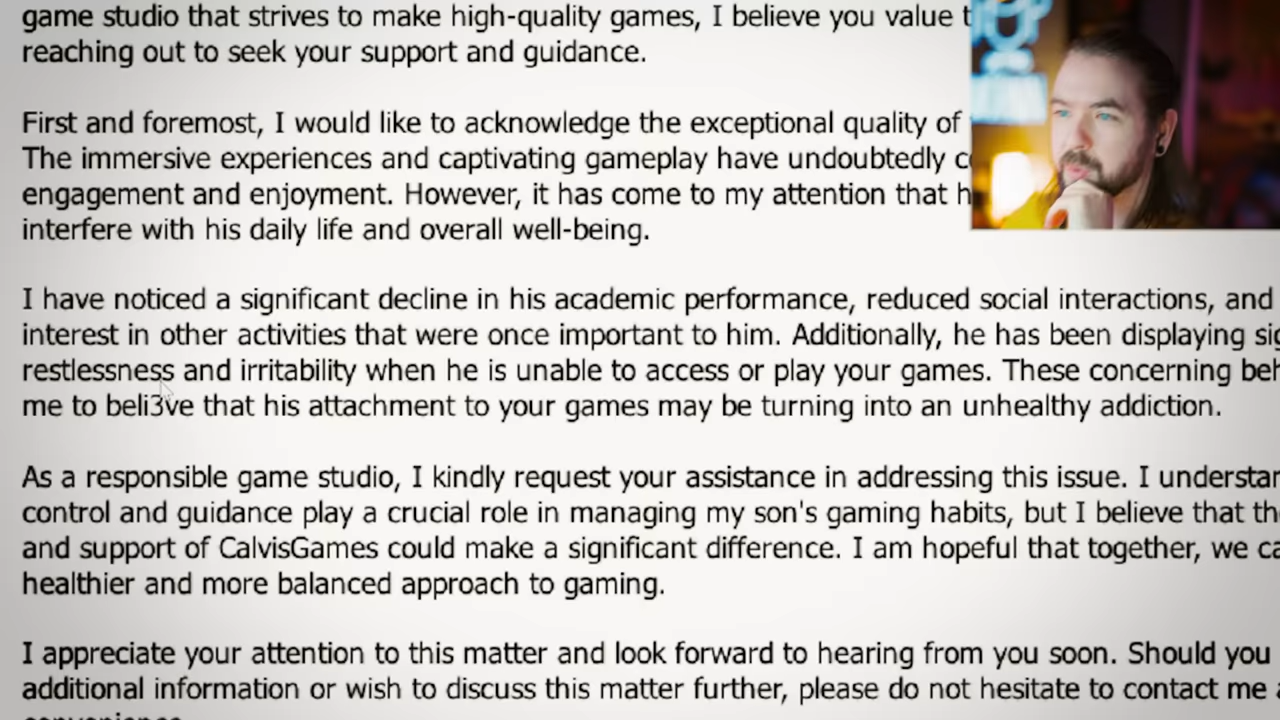 game studio that strives to make high-quality games, I believe you value
reaching out to seek your support and guidance.
First and foremost, I would like to acknowledge the exceptional quality of
The immersive experiences and captivating gameplay have undoubtedly
engagement and enjoyment. However, it has come to my attention that
interfere with his daily life and overall well-being.
I have noticed a significant decline in his academic performance, reduced social interactions, and
interest in other activities that were once important to him. Additionally, he has been displaying
restlessness and irritability when he is unable to access or play your games. These concerning
me to beli3ve that his attachment to your games may be turning into an unhealthy addiction.
As a responsible game studio, I kindly request your assistance in addressing this issue. I
control and guidance play a crucial role in managing my son's gaming habits, but I believe that
and support of CalvisGames could make a significant difference. I am hopeful that together, we
healthier and more balanced approach to gaming.
I appreciate your attention to this matter and look forward to hearing from you soon. Should you
additional information or wish to discuss this matter further, please do not hesitate to contact me